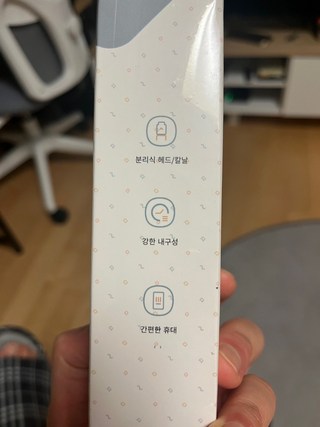 분리식 헤드/칼날
강한 내구성
간편한 휴대